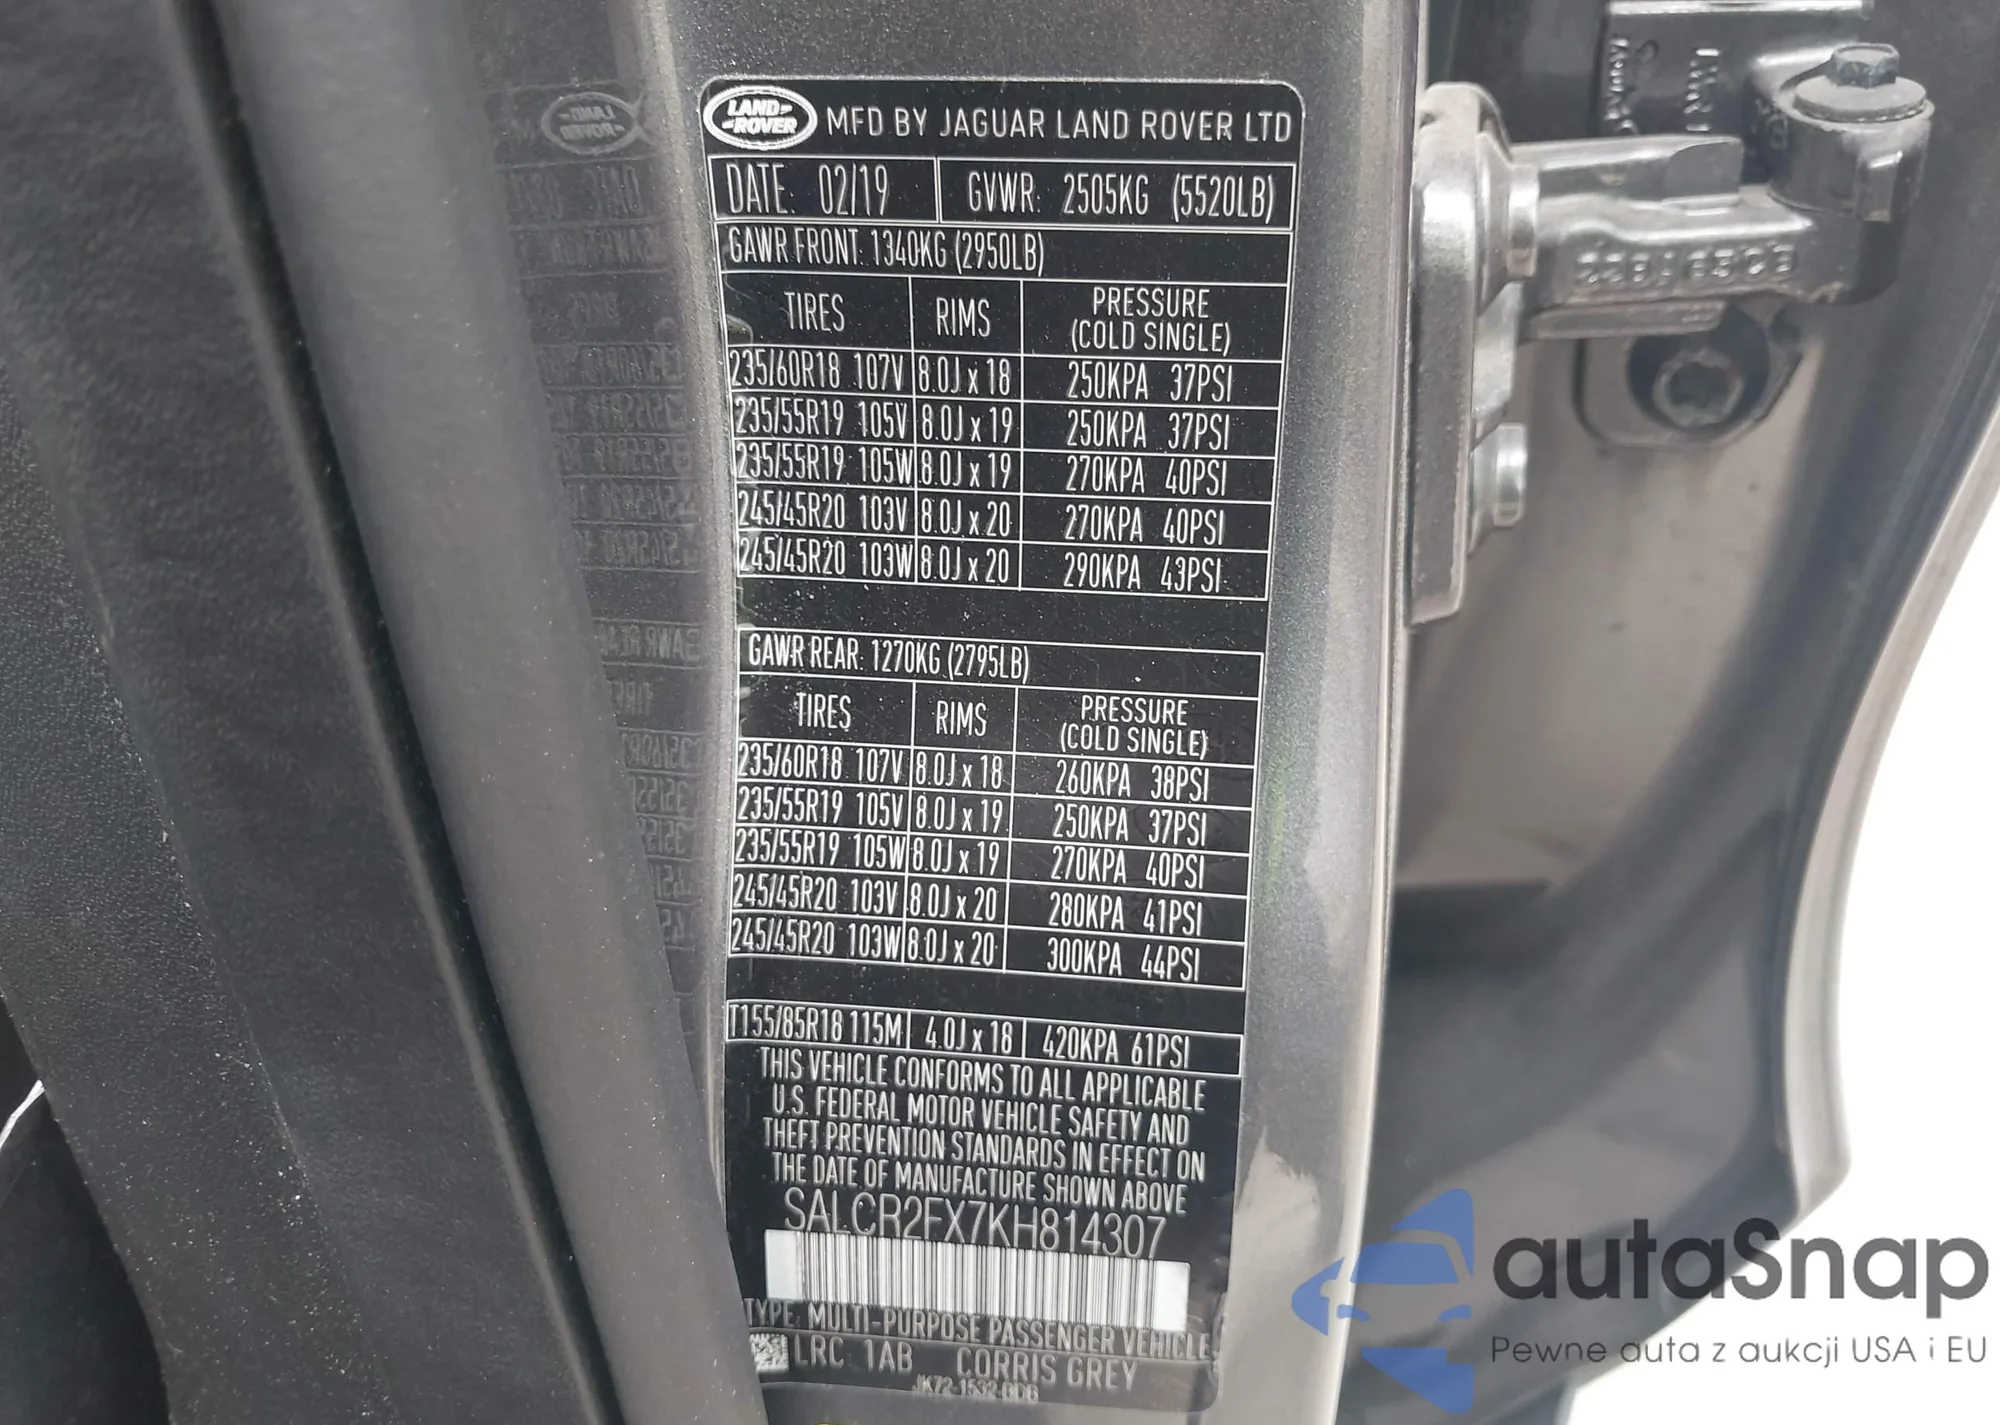 LAND ROVER
MFD BY JAGUAR LAND ROVER LTD
DATE: 02/19 GVWR: 2505KG (5520LB)
GAWR FRONT: 1340KG (2950LB)
TIRES RIMS PRESSURE (COLD SINGLE)
235/60R18 107V 8.0J x 18 250KPA 37PSI
235/55R19 105V 8.0J x 19 250KPA 37PSI
235/55R19 105W 8.0J x 19 270KPA 40PSI
245/45R20 103V 8.0J x 20 270KPA 40PSI
245/45R20 103W 8.0J x 20 290KPA 43PSI
GAWR REAR: 1270KG (2795LB)
TIRES RIMS PRESSURE (COLD SINGLE)
235/60R18 107V 8.0J x 18 260KPA 38PSI
235/55R19 105V 8.0J x 19 250KPA 37PSI
235/55R19 105W 8.0J x 19 270KPA 40PSI
245/45R20 103V 8.0J x 20 280KPA 41PSI
245/45R20 103W 8.0J x 20 300KPA 44PSI
T155/85R18 115M 4.0J x 18 420KPA 61PSI
THIS VEHICLE CONFORMS TO ALL APPLICABLE
U.S. FEDERAL MOTOR VEHICLE SAFETY AND
THEFT PREVENTION STANDARDS IN EFFECT ON
THE DATE OF MANUFACTURE SHOWN ABOVE
SALCR2FX7KH814307
TYPE: MULTI-PURPOSE PASSENGER VEHICLE
LRC 1AB CORRIS GREY
autaSnap
Pewne auta z aukcji USA i EU